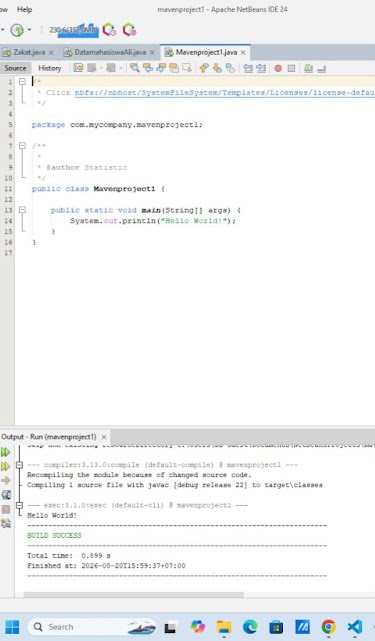 ow Help
mavenproject1 - Apache NetBeans IDE 24
Zakat.java × DatamahasiswaAli.java × Mavenproject1.java ×
Source History
1 /*
2 * Click nbfs://nbhost/SystemFileSystem/Templates/Licenses/license-defau
3 */
4
5 package com.mycompany.mavenproject1;
6
7 /**
8 *
9 * @author Statistic
10 */
11 public class Mavenproject1 {
12
13 public static void main(String[] args) {
14 System.out.println("Hello World!");
15 }
16 }
17
Output - Run (mavenproject1) ×
--- compiler:3.13.0:compile (default-compile) @ mavenproject1 ---
Recompiling the module because of changed source code.
Compiling 1 source file with javac [debug release 22] to target\classes
--- exec:3.1.0:exec (default-cli) @ mavenproject1 ---
Hello World!
------------------------------------------------------------------------
BUILD SUCCESS
------------------------------------------------------------------------
Total time: 0.899 s
Finished at: 2026-08-20T15:59:37+07:00
------------------------------------------------------------------------
Search